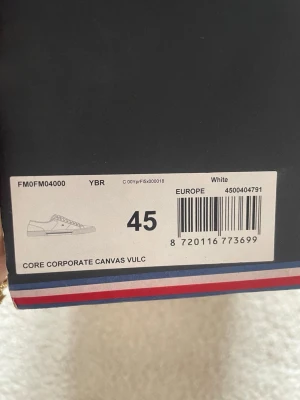 FM0FM04000 YBR White
EUROPE 4500404791
45
8 720116 773699
CORE CORPORATE CANVAS VULC